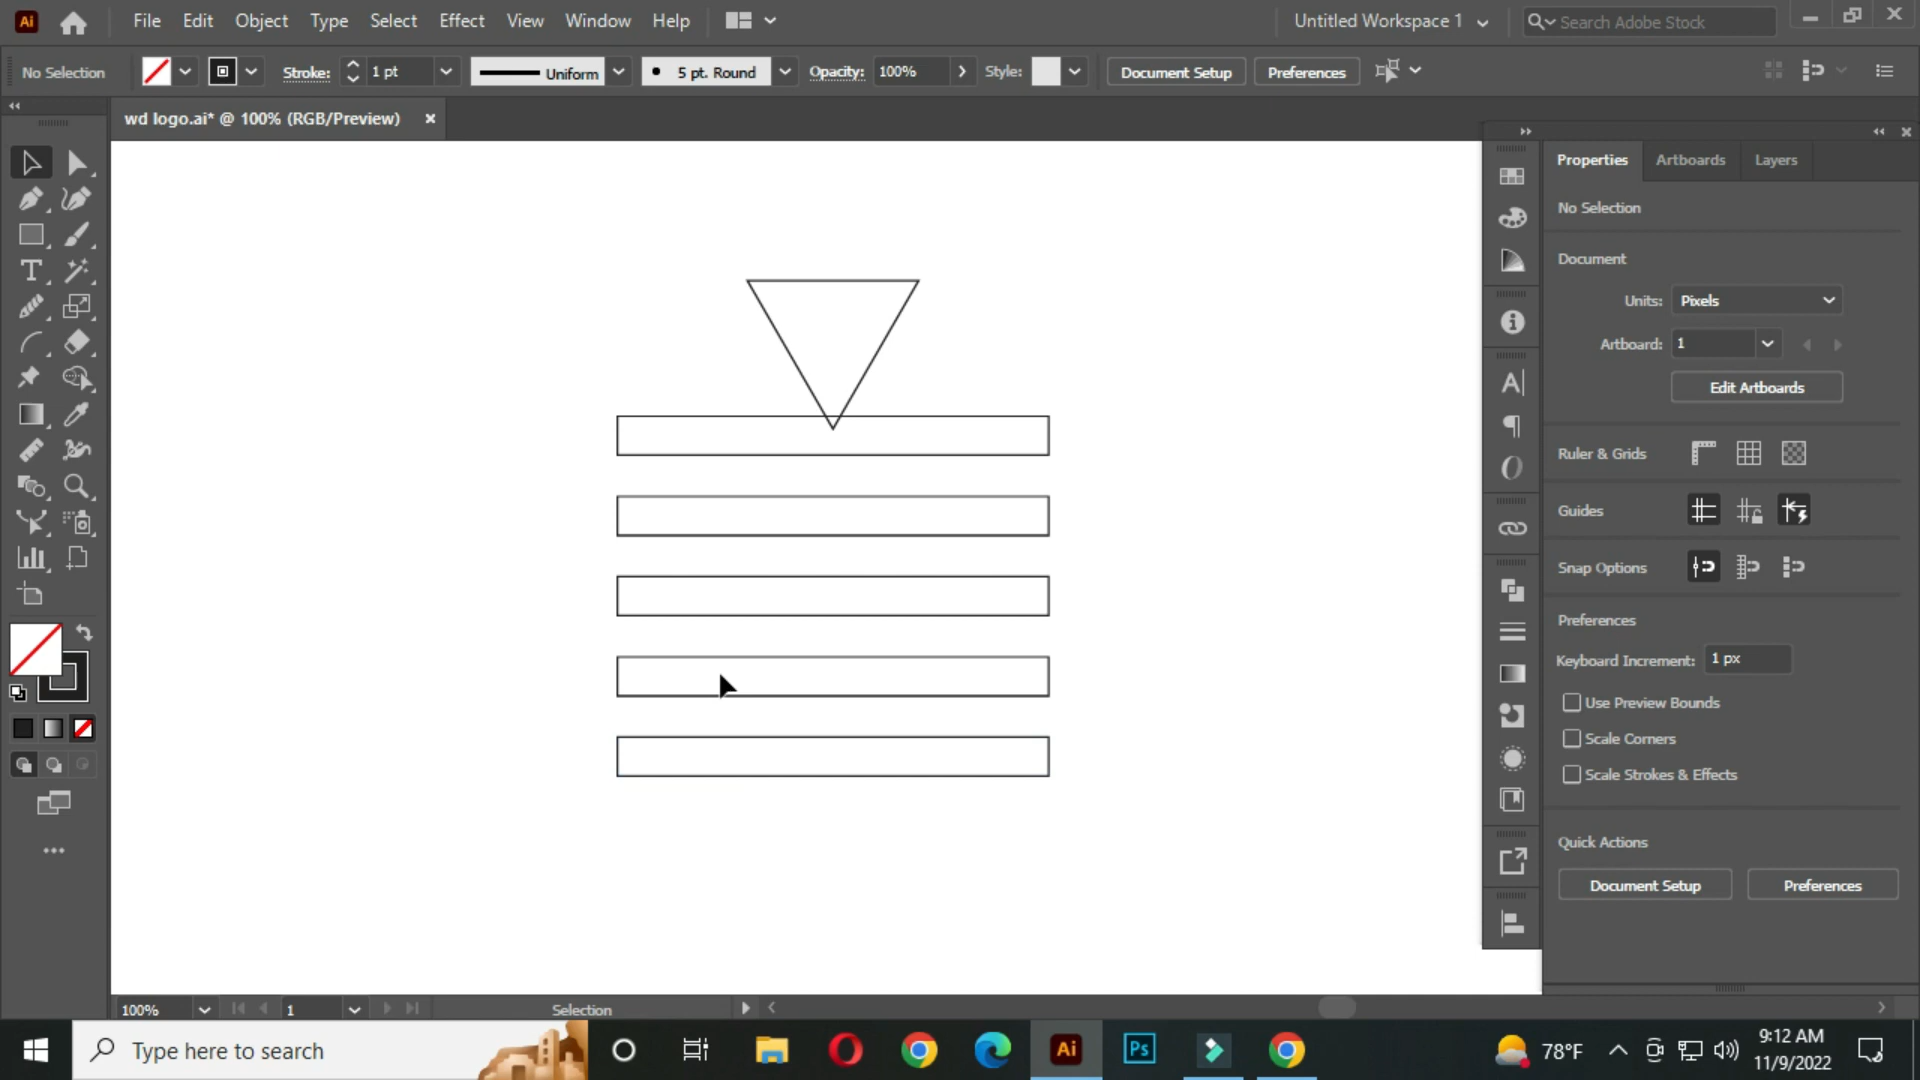 Ai File Edit Object Type Select Effect View Window Help Untitled Workspace 1 Search Adobe Stock
No Selection Stroke: 1 pt Uniform 5 pt. Round Opacity: 100% Style: Document Setup Preferences
wd logo.ai* @ 100% (RGB/Preview)
Properties Artboards Layers
No Selection
Document
Units: Pixels
Artboard: 1
Edit Artboards
Ruler & Grids
Guides
Snap Options
Preferences
Keyboard Increment: 1 px
Use Preview Bounds
Scale Corners
Scale Strokes & Effects
Quick Actions
Document Setup Preferences
100% 1 Selection
Type here to search Ai Ps 78°F 9:12 AM
11/9/2022